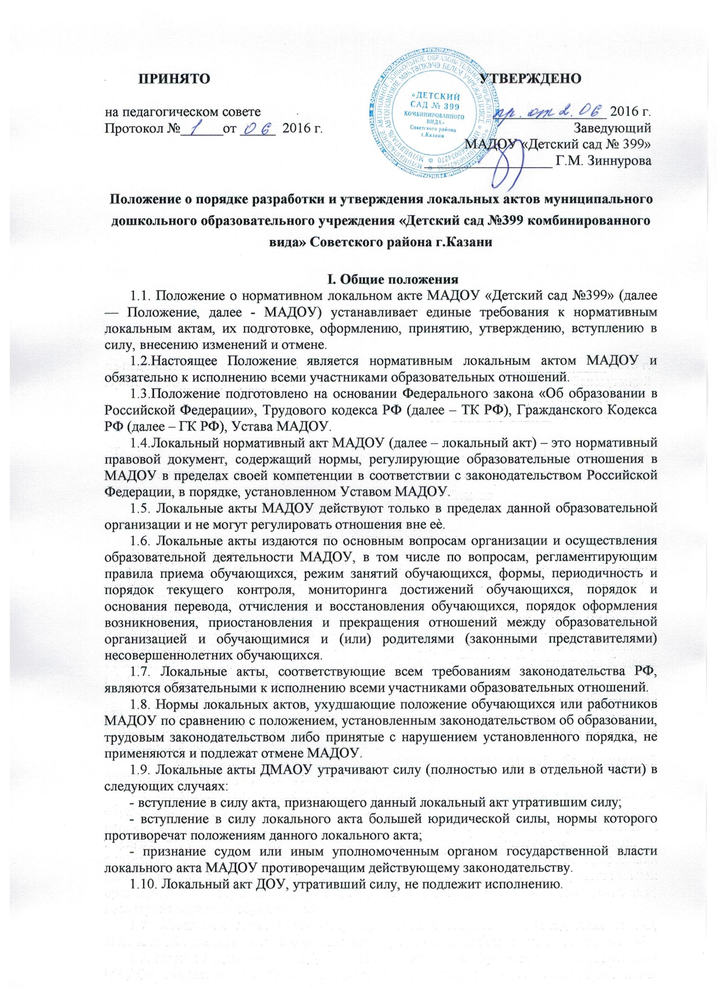 ПРИНЯТО
УТВЕРЖДЕНО
на педагогическом совете
Протокол № 1 от 06 2016 г.
пр. от 2.06 2016 г.
Заведующий
МАДОУ «Детский сад № 399»
Г.М. Зиннурова
«ДЕТСКИЙ
САД № 399
КОМБИНИРОВАННОГО
ВИДА»
Советского района
г.Казани
Положение о порядке разработки и утверждения локальных актов муниципального
дошкольного образовательного учреждения «Детский сад №399 комбинированного
вида» Советского района г.Казани
I. Общие положения
1.1. Положение о нормативном локальном акте МАДОУ «Детский сад №399» (далее
— Положение, далее - МАДОУ) устанавливает единые требования к нормативным
локальным актам, их подготовке, оформлению, принятию, утверждению, вступлению в
силу, внесению изменений и отмене.
1.2.Настоящее Положение является нормативным локальным актом МАДОУ и
обязательно к исполнению всеми участниками образовательных отношений.
1.3.Положение подготовлено на основании Федерального закона «Об образовании в
Российской Федерации», Трудового кодекса РФ (далее – ТК РФ), Гражданского Кодекса
РФ (далее – ГК РФ), Устава МАДОУ.
1.4.Локальный нормативный акт МАДОУ (далее – локальный акт) – это нормативный
правовой документ, содержащий нормы, регулирующие образовательные отношения в
МАДОУ в пределах своей компетенции в соответствии с законодательством Российской
Федерации, в порядке, установленном Уставом МАДОУ.
1.5. Локальные акты МАДОУ действуют только в пределах данной образовательной
организации и не могут регулировать отношения вне еѐ.
1.6. Локальные акты издаются по основным вопросам организации и осуществления
образовательной деятельности МАДОУ, в том числе по вопросам, регламентирующим
правила приема обучающихся, режим занятий обучающихся, формы, периодичность и
порядок текущего контроля, мониторинга достижений обучающихся, порядок и
основания перевода, отчисления и восстановления обучающихся, порядок оформления
возникновения, приостановления и прекращения отношений между образовательной
организацией и обучающимися и (или) родителями (законными представителями)
несовершеннолетних обучающихся.
1.7. Локальные акты, соответствующие всем требованиям законодательства РФ,
являются обязательными к исполнению всеми участниками образовательных отношений.
1.8. Нормы локальных актов, ухудшающие положение обучающихся или работников
МАДОУ по сравнению с положением, установленным законодательством об образовании,
трудовым законодательством либо принятые с нарушением установленного порядка, не
применяются и подлежат отмене МАДОУ.
1.9. Локальные акты ДМАОУ утрачивают силу (полностью или в отдельной части) в
следующих случаях:
- вступление в силу акта, признающего данный локальный акт утратившим силу;
- вступление в силу локального акта большей юридической силы, нормы которого
противоречат положениям данного локального акта;
- признание судом или иным уполномоченным органом государственной власти
локального акта МАДОУ противоречащим действующему законодательству.
1.10. Локальный акт ДОУ, утративший силу, не подлежит исполнению.